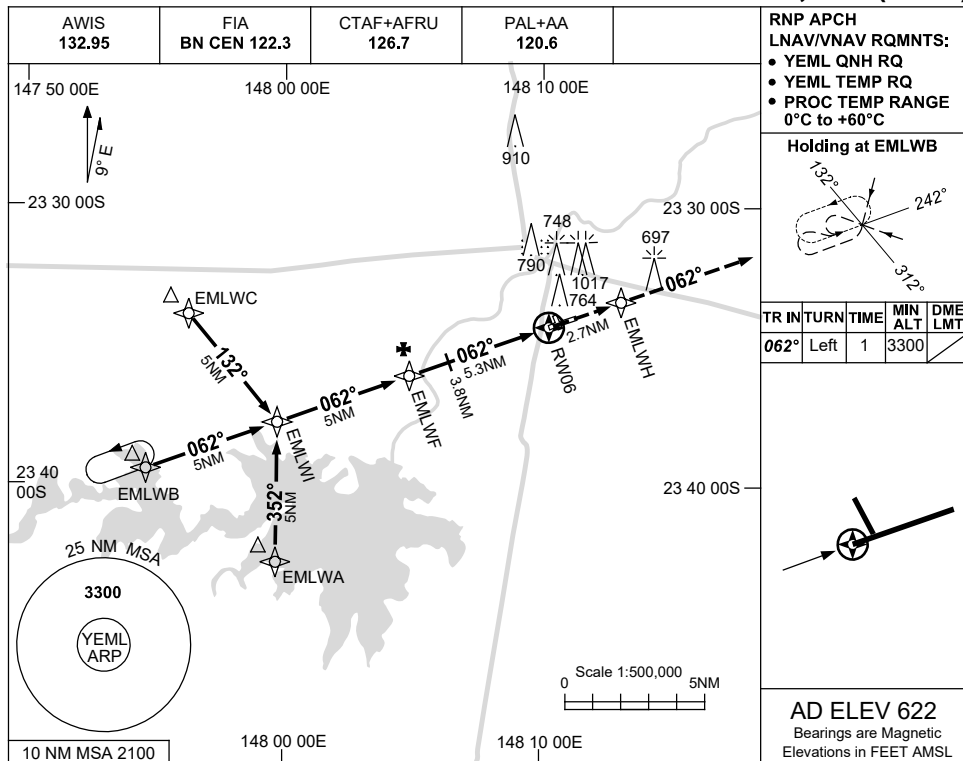 AWIS
132.95
FIA
BN CEN 122.3
CTAF+AFRU
126.7
PAL+AA
120.6
RNP APCH
LNAV/VNAV RQMNTS:
• YEML QNH RQ
• YEML TEMP RQ
• PROC TEMP RANGE
0°C to +60°C
147 50 00E
148 00 00E
148 10 00E
9° E
910
23 30 00S
23 30 00S
748
697
790
1017
764
062°
EMLWC
132°
5NM
062°
5.3NM
2.7NM
RW06
EMLWH
3.8NM
062°
5NM
EMLWF
062°
5NM
EMLWI
EMLWB
23 40
00S
23 40 00S
352°
5NM
EMLWA
25 NM MSA
3300
YEML
ARP
Scale 1:500,000
0
5NM
10 NM MSA 2100
148 00 00E
148 10 00E
Holding at EMLWB
132°
242°
312°
TR IN TURN TIME MIN ALT DME LMT
062° Left 1 3300
AD ELEV 622
Bearings are Magnetic
Elevations in FEET AMSL